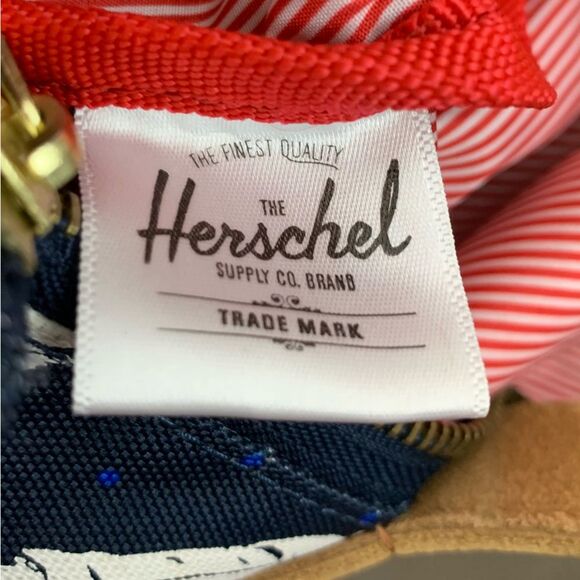 THE FINEST QUALITY
THE
Herschel
SUPPLY CO. BRAND
TRADE MARK